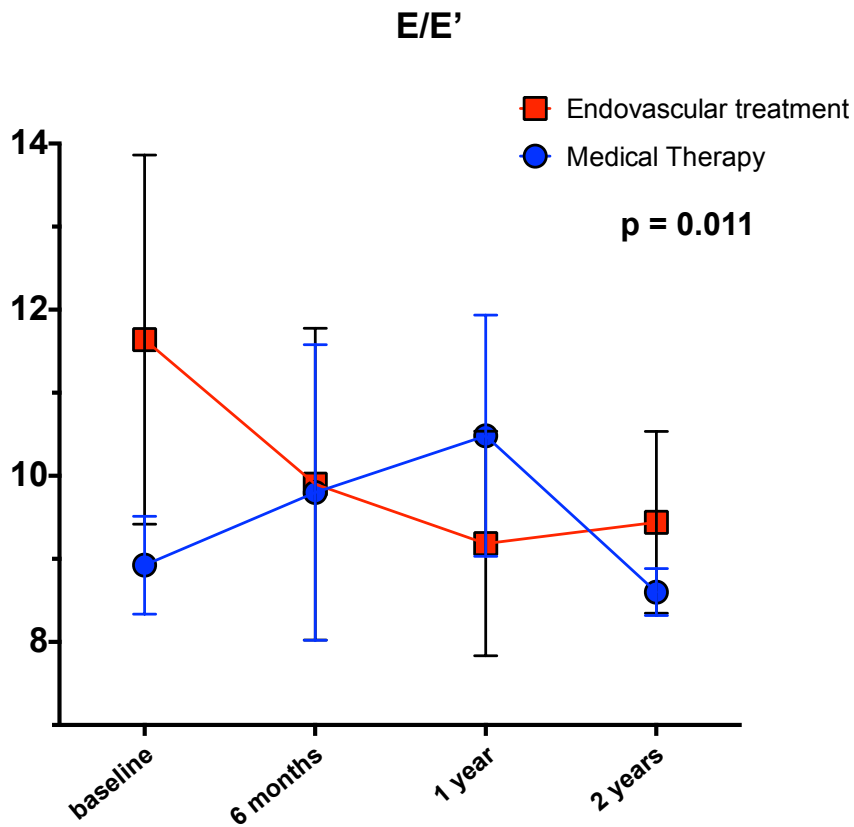 E/E’
Endovascular treatment
Medical Therapy
p = 0.011
14
12
10
8
baseline
6 months
1 year
2 years